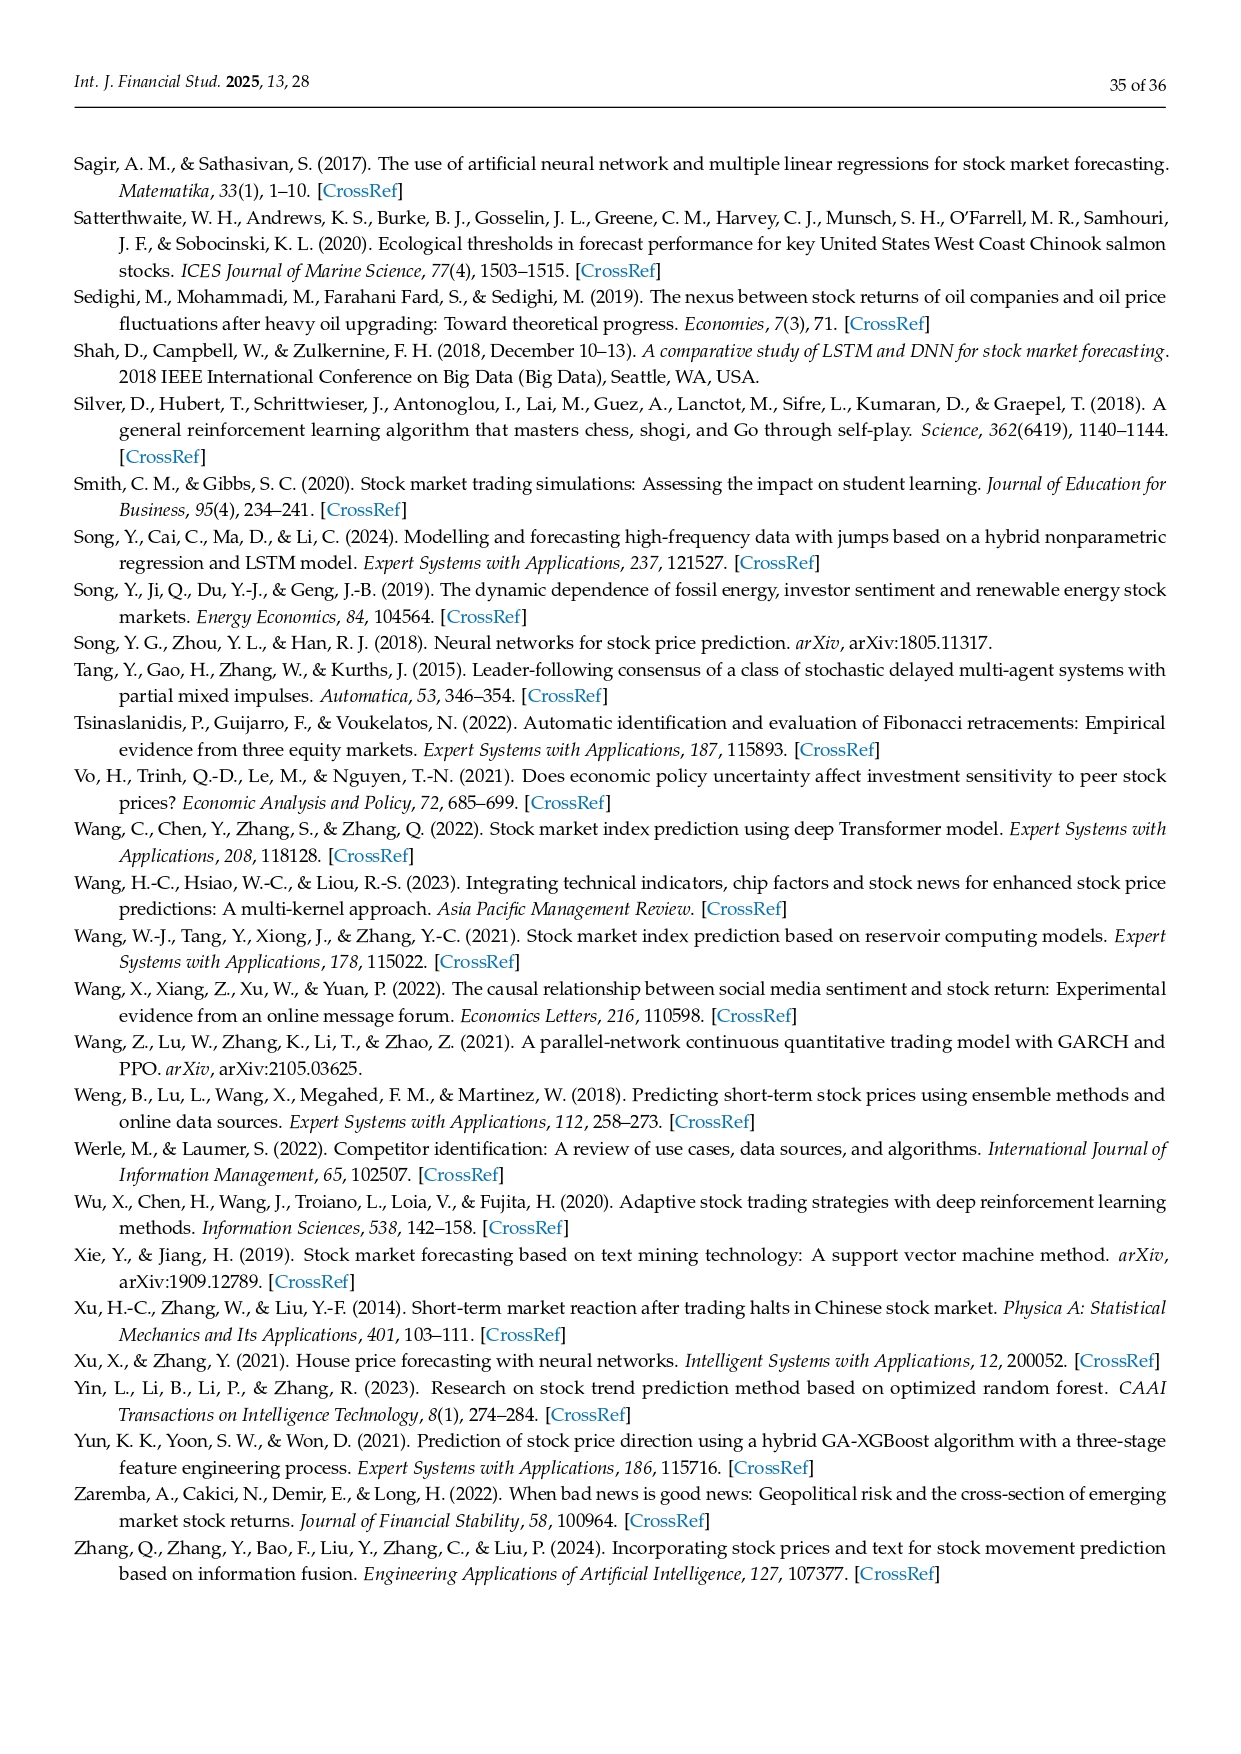 Int. J. Financial Stud. 2025, 13, 28
35 of 36
Sagir, A. M., & Sathasivan, S. (2017). The use of artificial neural network and multiple linear regressions for stock market forecasting.
Matematika, 33(1), 1–10. [CrossRef]
Satterthwaite, W. H., Andrews, K. S., Burke, B. J., Gosselin, J. L., Greene, C. M., Harvey, C. J., Munsch, S. H., O’Farrell, M. R., Samhouri,
J. F., & Sobocinski, K. L. (2020). Ecological thresholds in forecast performance for key United States West Coast Chinook salmon
stocks. ICES Journal of Marine Science, 77(4), 1503–1515. [CrossRef]
Sedighi, M., Mohammadi, M., Farahani Fard, S., & Sedighi, M. (2019). The nexus between stock returns of oil companies and oil price
fluctuations after heavy oil upgrading: Toward theoretical progress. Economies, 7(3), 71. [CrossRef]
Shah, D., Campbell, W., & Zulkernine, F. H. (2018, December 10–13). A comparative study of LSTM and DNN for stock market forecasting.
2018 IEEE International Conference on Big Data (Big Data), Seattle, WA, USA.
Silver, D., Hubert, T., Schrittwieser, J., Antonoglou, I., Lai, M., Guez, A., Lanctot, M., Sifre, L., Kumaran, D., & Graepel, T. (2018). A
general reinforcement learning algorithm that masters chess, shogi, and Go through self-play. Science, 362(6419), 1140–1144.
[CrossRef]
Smith, C. M., & Gibbs, S. C. (2020). Stock market trading simulations: Assessing the impact on student learning. Journal of Education for
Business, 95(4), 234–241. [CrossRef]
Song, Y., Cai, C., Ma, D., & Li, C. (2024). Modelling and forecasting high-frequency data with jumps based on a hybrid nonparametric
regression and LSTM model. Expert Systems with Applications, 237, 121527. [CrossRef]
Song, Y., Ji, Q., Du, Y.-J., & Geng, J.-B. (2019). The dynamic dependence of fossil energy, investor sentiment and renewable energy stock
markets. Energy Economics, 84, 104564. [CrossRef]
Song, Y. G., Zhou, Y. L., & Han, R. J. (2018). Neural networks for stock price prediction. arXiv, arXiv:1805.11317.
Tang, Y., Gao, H., Zhang, W., & Kurths, J. (2015). Leader-following consensus of a class of stochastic delayed multi-agent systems with
partial mixed impulses. Automatica, 53, 346–354. [CrossRef]
Tsinaslanidis, P., Guijarro, F., & Voukelatos, N. (2022). Automatic identification and evaluation of Fibonacci retracements: Empirical
evidence from three equity markets. Expert Systems with Applications, 187, 115893. [CrossRef]
Vo, H., Trinh, Q.-D., Le, M., & Nguyen, T.-N. (2021). Does economic policy uncertainty affect investment sensitivity to peer stock
prices? Economic Analysis and Policy, 72, 685–699. [CrossRef]
Wang, C., Chen, Y., Zhang, S., & Zhang, Q. (2022). Stock market index prediction using deep Transformer model. Expert Systems with
Applications, 208, 118128. [CrossRef]
Wang, H.-C., Hsiao, W.-C., & Liou, R.-S. (2023). Integrating technical indicators, chip factors and stock news for enhanced stock price
predictions: A multi-kernel approach. Asia Pacific Management Review. [CrossRef]
Wang, W.-J., Tang, Y., Xiong, J., & Zhang, Y.-C. (2021). Stock market index prediction based on reservoir computing models. Expert
Systems with Applications, 178, 115022. [CrossRef]
Wang, X., Xiang, Z., Xu, W., & Yuan, P. (2022). The causal relationship between social media sentiment and stock return: Experimental
evidence from an online message forum. Economics Letters, 216, 110598. [CrossRef]
Wang, Z., Lu, W., Zhang, K., Li, T., & Zhao, Z. (2021). A parallel-network continuous quantitative trading model with GARCH and
PPO. arXiv, arXiv:2105.03625.
Weng, B., Lu, L., Wang, X., Megahed, F. M., & Martinez, W. (2018). Predicting short-term stock prices using ensemble methods and
online data sources. Expert Systems with Applications, 112, 258–273. [CrossRef]
Werle, M., & Laumer, S. (2022). Competitor identification: A review of use cases, data sources, and algorithms. International Journal of
Information Management, 65, 102507. [CrossRef]
Wu, X., Chen, H., Wang, J., Troiano, L., Loia, V., & Fujita, H. (2020). Adaptive stock trading strategies with deep reinforcement learning
methods. Information Sciences, 538, 142–158. [CrossRef]
Xie, Y., & Jiang, H. (2019). Stock market forecasting based on text mining technology: A support vector machine method. arXiv,
arXiv:1909.12789. [CrossRef]
Xu, H.-C., Zhang, W., & Liu, Y.-F. (2014). Short-term market reaction after trading halts in Chinese stock market. Physica A: Statistical
Mechanics and Its Applications, 401, 103–111. [CrossRef]
Xu, X., & Zhang, Y. (2021). House price forecasting with neural networks. Intelligent Systems with Applications, 12, 200052. [CrossRef]
Yin, L., Li, B., Li, P., & Zhang, R. (2023). Research on stock trend prediction method based on optimized random forest. CAAI
Transactions on Intelligence Technology, 8(1), 274–284. [CrossRef]
Yun, K. K., Yoon, S. W., & Won, D. (2021). Prediction of stock price direction using a hybrid GA-XGBoost algorithm with a three-stage
feature engineering process. Expert Systems with Applications, 186, 115716. [CrossRef]
Zaremba, A., Cakici, N., Demir, E., & Long, H. (2022). When bad news is good news: Geopolitical risk and the cross-section of emerging
market stock returns. Journal of Financial Stability, 58, 100964. [CrossRef]
Zhang, Q., Zhang, Y., Bao, F., Liu, Y., Zhang, C., & Liu, P. (2024). Incorporating stock prices and text for stock movement prediction
based on information fusion. Engineering Applications of Artificial Intelligence, 127, 107377. [CrossRef]